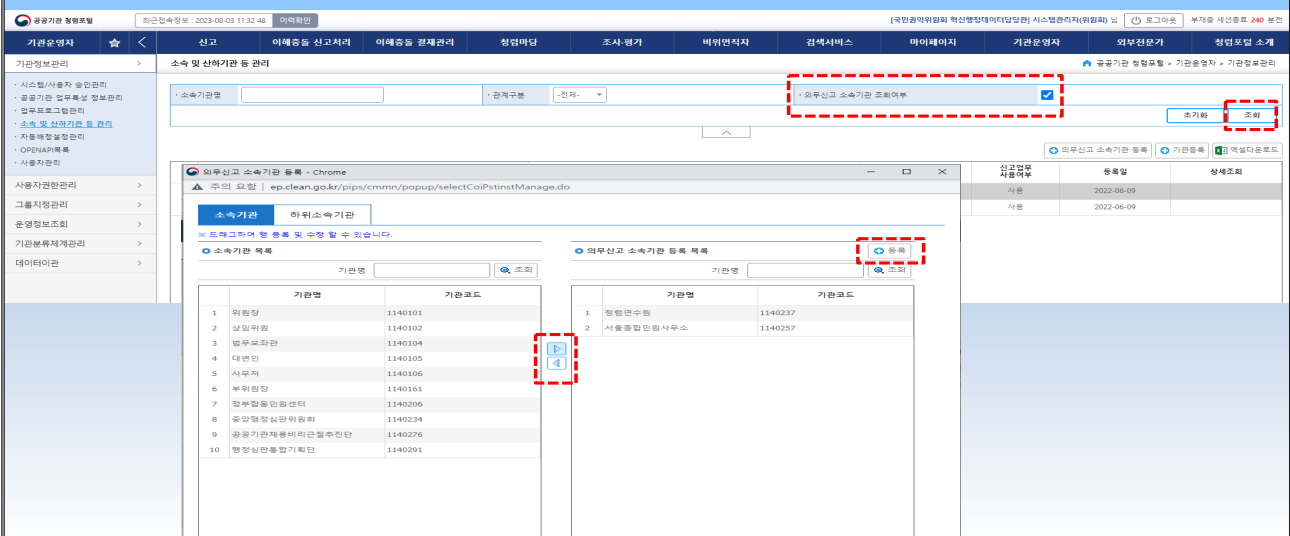 공공기관 청렴포털
최근접속정보 : 2023-08-03 11:32:48 이력확인
[국민권익위원회 혁신행정데이터담당관] 시스템관리자(위원회) 님 로그아웃 부재중 세션종료 240 분전
기관운영자 신고 이해충돌 신고처리 이해충돌 결재관리 청렴마당 조사·평가 비위면직자 검색서비스 마이페이지 기관운영자 외부전문가 청렴포털 소개
기관정보관리
소속 및 산하기관 등 관리
공공기관 청렴포털 > 기관운영자 > 기관정보관리
· 시스템/사용자 승인관리
· 공공기관 업무특성 정보관리
· 업무프로그램관리
· 소속 및 산하기관 등 관리
· 자동배정설정관리
· OPENAPI목록
· 사용자관리
사용자권한관리
그룹지정관리
운영정보조회
기관분류체계관리
데이터이관
· 소속기관명 · 관계구분 -전체- · 의무신고 소속기관 조회여부
초기화 조회
의무신고 소속기관 등록 기관등록 엑셀다운로드
신고업무 사용여부 등록일 상세조회
사용 2022-06-09
사용 2022-06-09
의무신고 소속기관 등록 - Chrome
주의 요함 | ep.clean.go.kr/pips/cmmn/popup/selectCoiPstinstManage.do
소속기관 하위소속기관
※ 드래그하여 행 등록 및 수정 할 수 있습니다.
소속기관 목록
기관명 조회
기관명 기관코드
1 위원장 1140101
2 상임위원 1140102
3 법무보좌관 1140104
4 대변인 1140105
5 사무처 1140106
6 부위원장 1140161
7 정부합동민원센터 1140206
8 중앙행정심판위원회 1140234
9 공공기관채용비리근절추진단 1140276
10 행정심판통합기획단 1140291
의무신고 소속기관 등록 목록 등록
기관명 조회
기관명 기관코드
1 청렴연수원 1140237
2 서울종합민원사무소 1140257